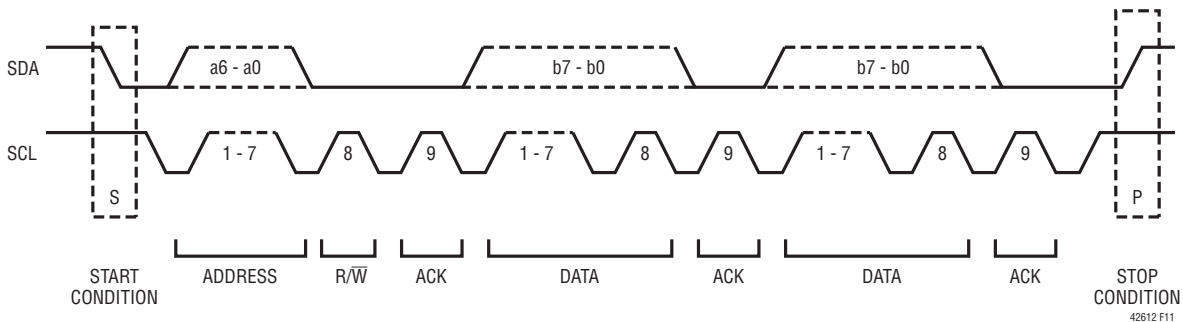 SDA
a6 - a0
b7 - b0
b7 - b0
SCL
1 - 7
8
9
1 - 7
8
9
1 - 7
8
9
S
P
START
CONDITION
ADDRESS
R/W̅
ACK
DATA
ACK
DATA
ACK
STOP
CONDITION
42612 F11